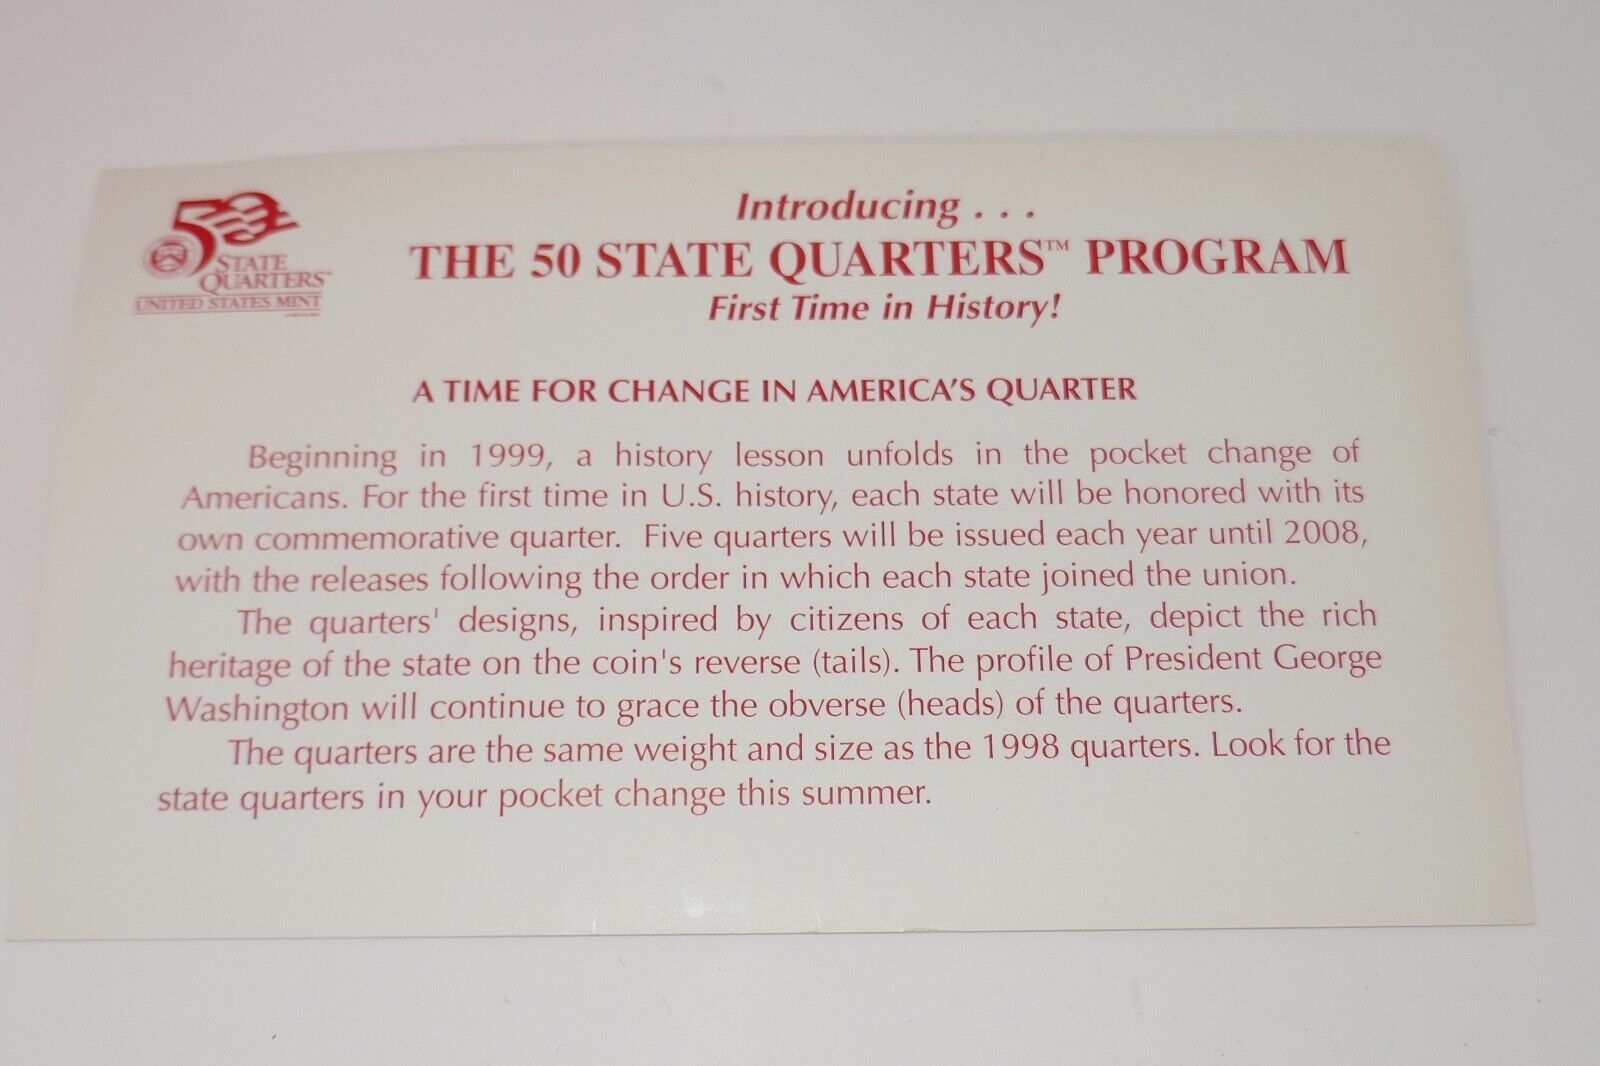 50
STATE
QUARTERS™
UNITED STATES MINT
Introducing . . .
THE 50 STATE QUARTERS™ PROGRAM
First Time in History!
A TIME FOR CHANGE IN AMERICA'S QUARTER
Beginning in 1999, a history lesson unfolds in the pocket change of
Americans. For the first time in U.S. history, each state will be honored with its
own commemorative quarter. Five quarters will be issued each year until 2008,
with the releases following the order in which each state joined the union.
The quarters' designs, inspired by citizens of each state, depict the rich
heritage of the state on the coin's reverse (tails). The profile of President George
Washington will continue to grace the obverse (heads) of the quarters.
The quarters are the same weight and size as the 1998 quarters. Look for the
state quarters in your pocket change this summer.